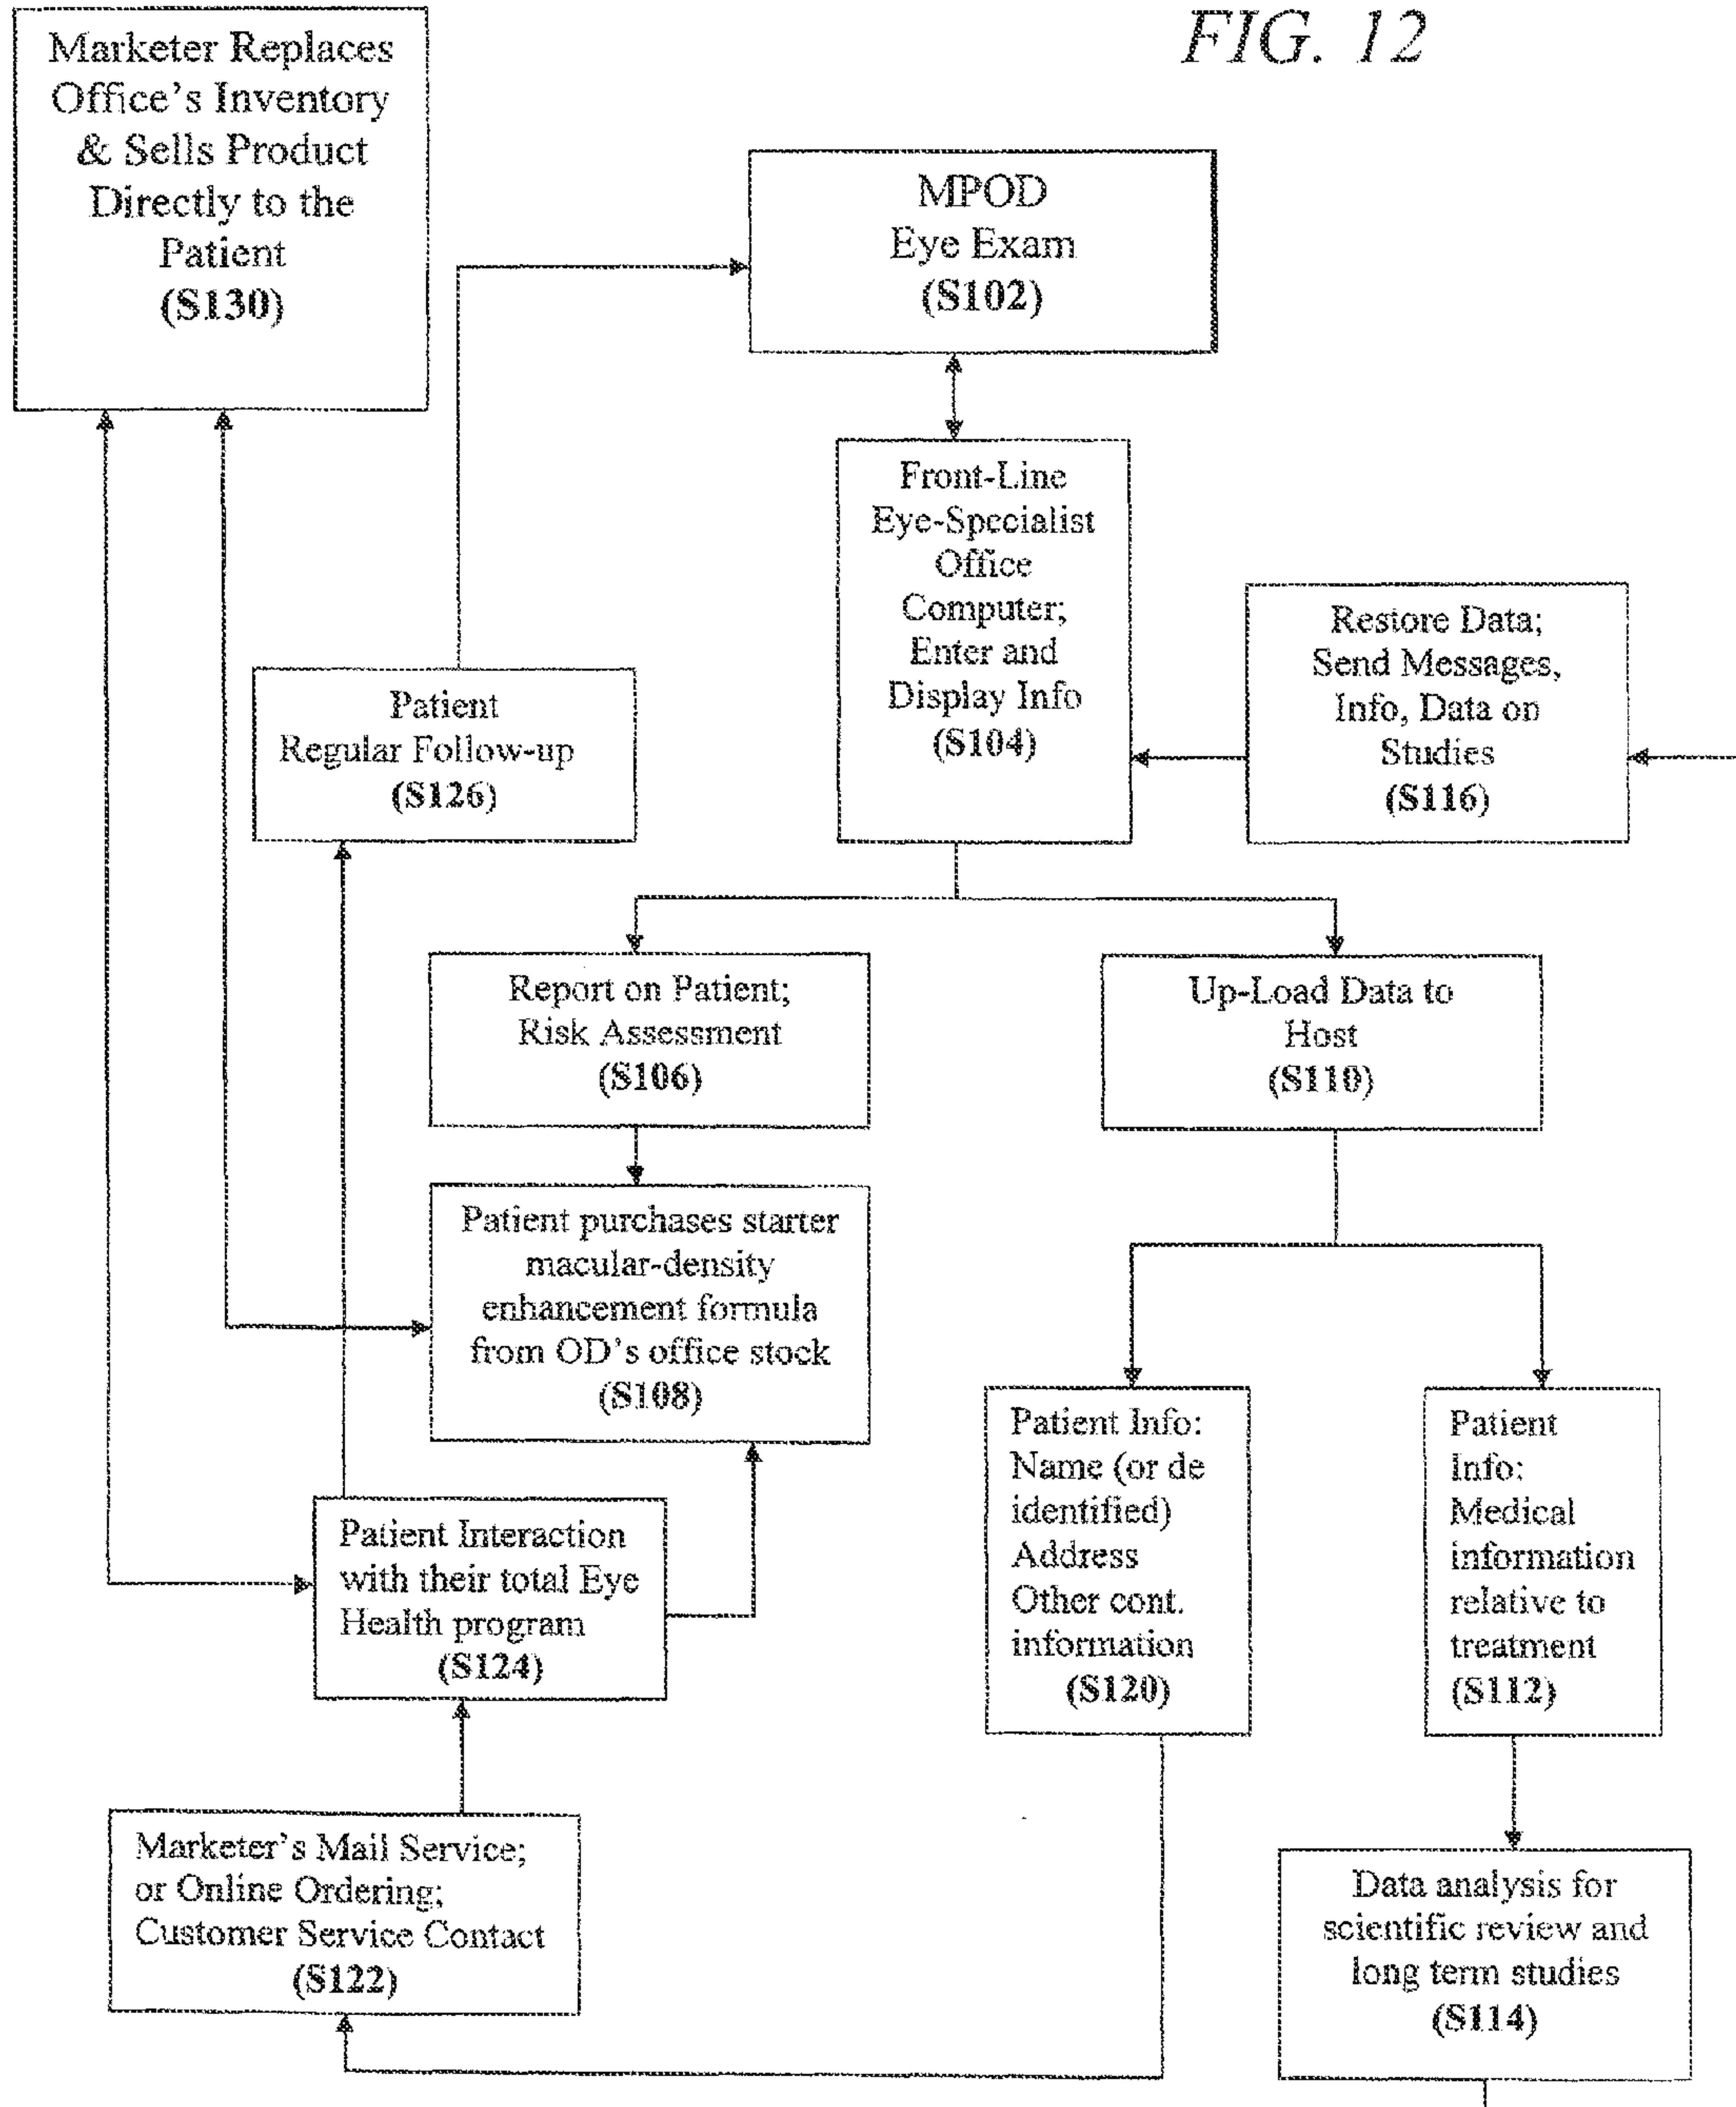 FIG. 12
Marketer Replaces
Office's Inventory
& Sells Product
Directly to the
Patient
(S130)
MPOD
Eye Exam
(S102)
Front-Line
Eye-Specialist
Office
Computer;
Enter and
Display Info
(S104)
Restore Data;
Send Messages,
Info, Data on
Studies
(S116)
Patient
Regular Follow-up
(S126)
Report on Patient;
Risk Assessment
(S106)
Up-Load Data to
Host
(S110)
Patient purchases starter
macular-density
enhancement formula
from OD's office stock
(S108)
Patient Info:
Name (or de
identified)
Address
Other cont.
information
(S120)
Patient
Info:
Medical
information
relative to
treatment
(S112)
Patient Interaction
with their total Eye
Health program
(S124)
Marketer's Mail Service;
or Online Ordering;
Customer Service Contact
(S122)
Data analysis for
scientific review and
long term studies
(S114)